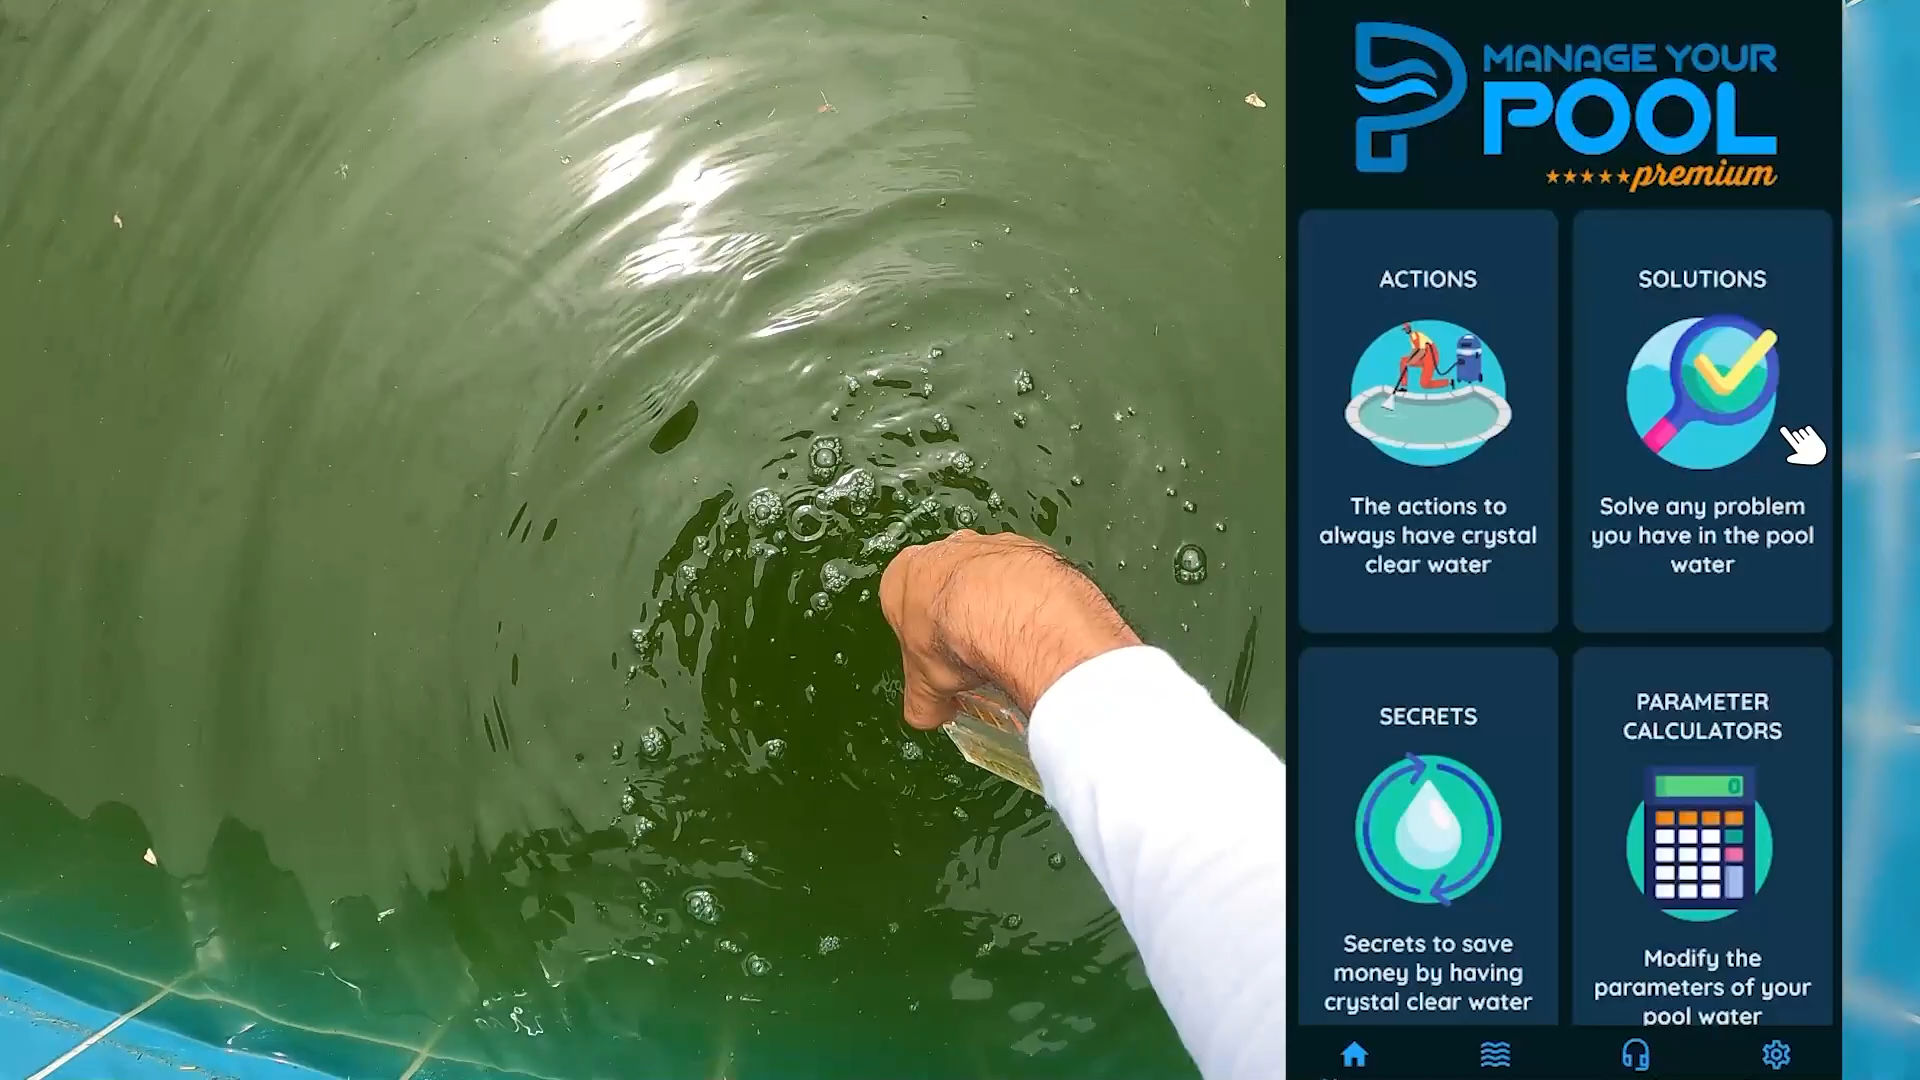 MANAGE YOUR
POOL
★★★★★premium
ACTIONS
The actions to
always have crystal
clear water
SOLUTIONS
Solve any problem
you have in the pool
water
SECRETS
Secrets to save
money by having
crystal clear water
PARAMETER
CALCULATORS
0
Modify the
parameters of your
pool water